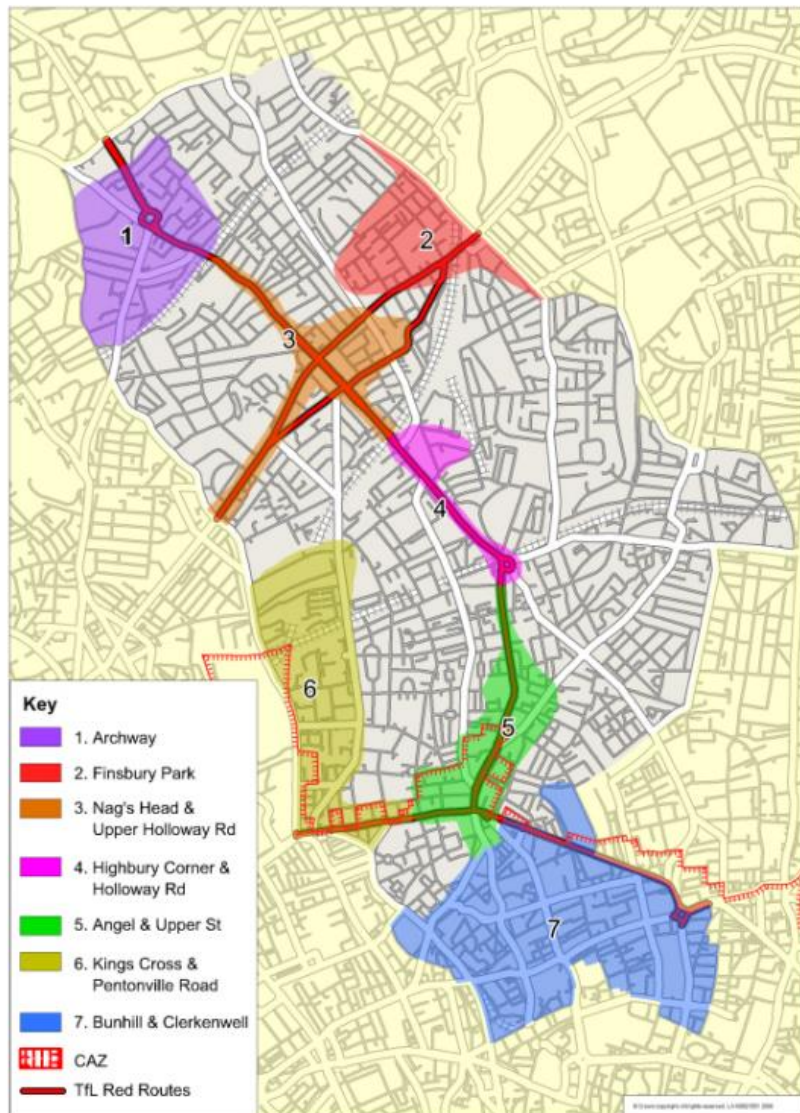 1
2
3
4
5
6
7
Key
1. Archway
2. Finsbury Park
3. Nag's Head &
Upper Holloway Rd
4. Highbury Corner &
Holloway Rd
5. Angel & Upper St
6. Kings Cross &
Pentonville Road
7. Bunhill & Clerkenwell
CAZ
TfL Red Routes